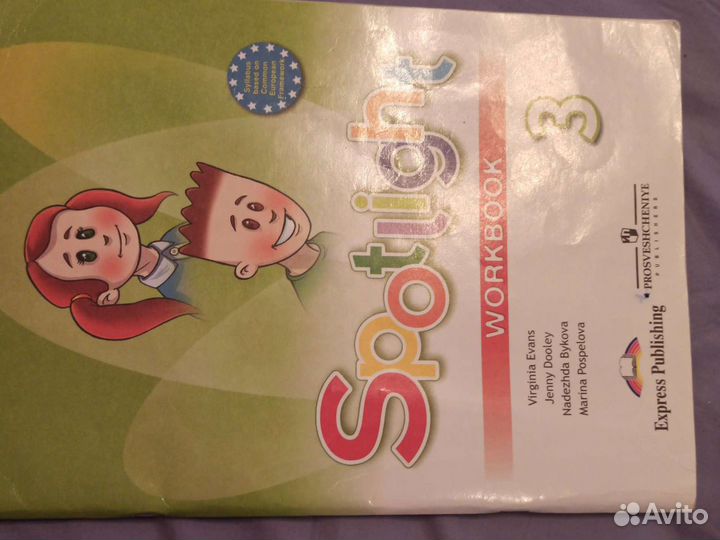 Syllabus
based on
Common
European
Framework
Spotlight
WORKBOOK 3
Virginia Evans
Jenny Dooley
Nadezhda Bykova
Marina Pospelova
Express Publishing
PROSVESHCHENIYE
PUBLISHERS
Avito